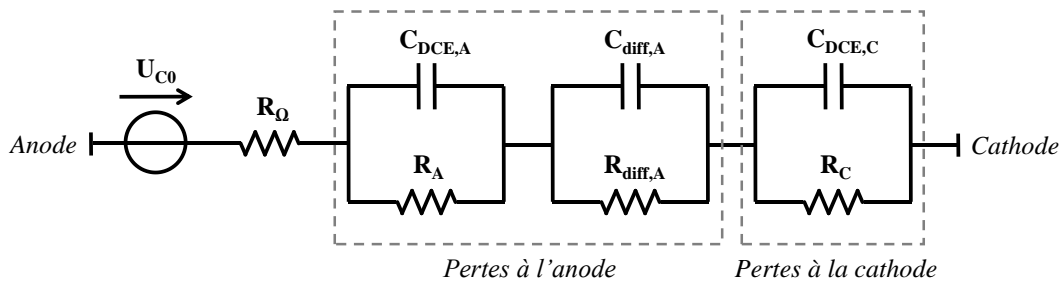 C_DCE,A
C_diff,A
C_DCE,C
U_C0
R_Ω
Anode
Cathode
R_A
R_diff,A
R_C
Pertes à l’anode
Pertes à la cathode